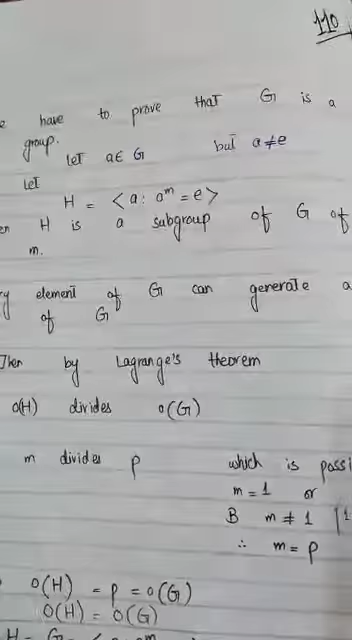 110
have to prove that G is a
group.
Let a ∈ G but a ≠ e
Let
H = < a : a^m = e >
H is a subgroup of G of
m.
element of G can generate a
of G
Then by Lagrange's theorem
o(H) divides o(G)
m divides p which is possi
m = 1 or
B m ≠ 1
∴ m = p
o(H) = p = o(G)
o(H) = o(G)